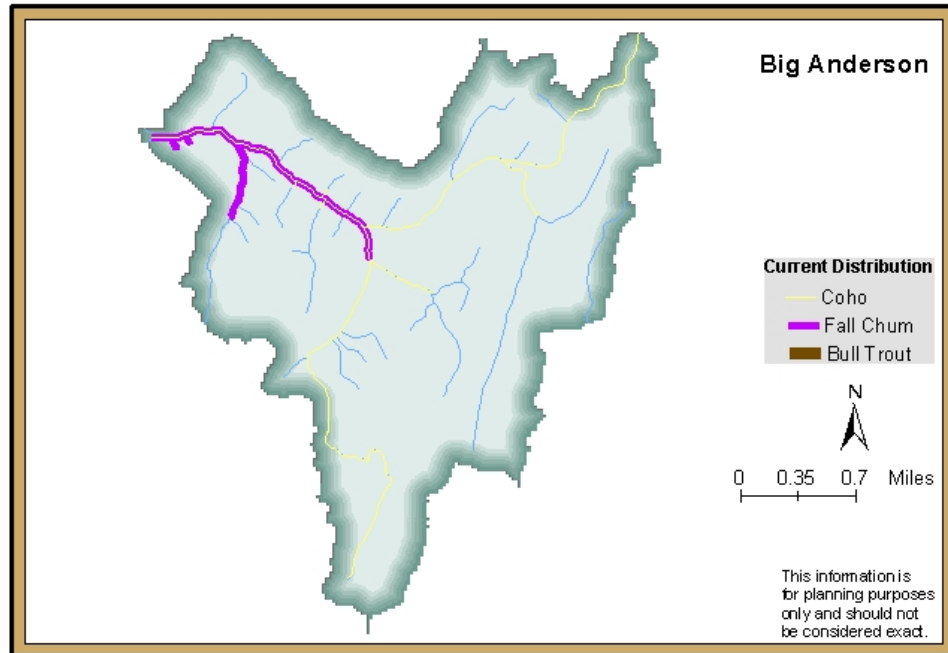 Big Anderson
Current Distribution
Coho
Fall Chum
Bull Trout
N
0 0.35 0.7 Miles
This information is
for planning purposes
only and should not
be considered exact.